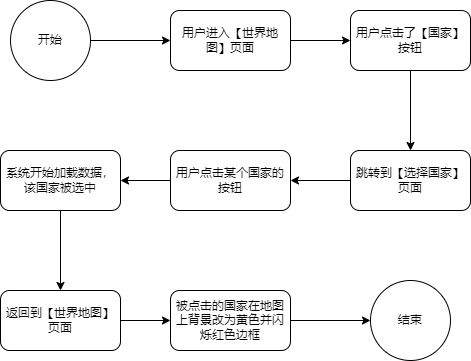 开始
用户进入【世界地
图】页面
用户点击了【国家】
按钮
跳转到【选择国家】
页面
用户点击某个国家的
按钮
系统开始加载数据，
该国家被选中
返回到【世界地图】
页面
被点击的国家在地图
上背景改为黄色并闪
烁红色边框
结束